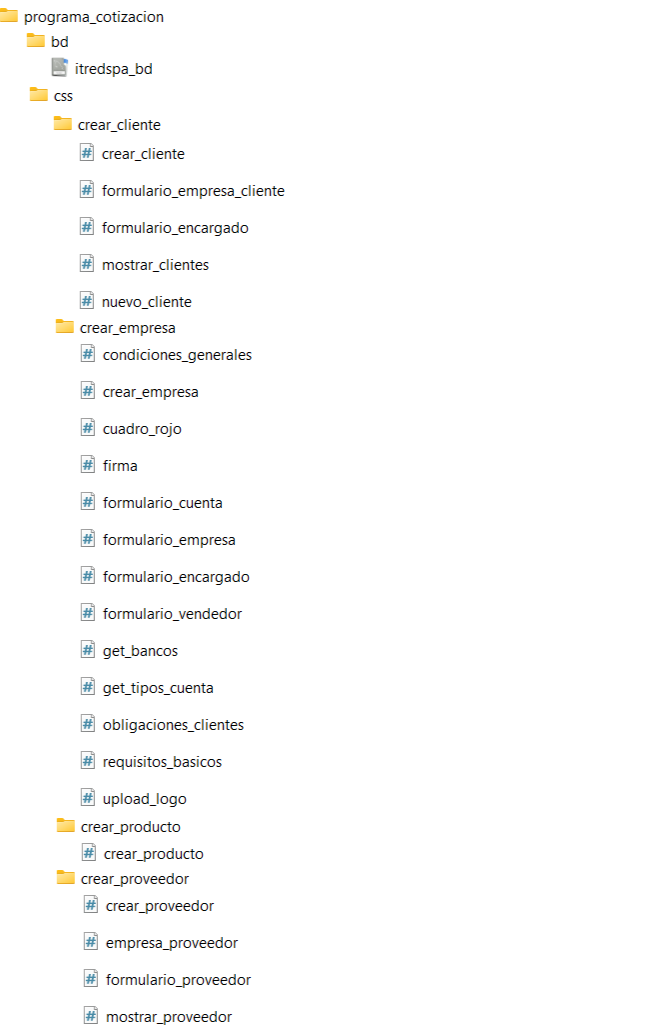 programa_cotizacion
bd
itredspa_bd
css
crear_cliente
crear_cliente
formulario_empresa_cliente
formulario_encargado
mostrar_clientes
nuevo_cliente
crear_empresa
condiciones_generales
crear_empresa
cuadro_rojo
firma
formulario_cuenta
formulario_empresa
formulario_encargado
formulario_vendedor
get_bancos
get_tipos_cuenta
obligaciones_clientes
requisitos_basicos
upload_logo
crear_producto
crear_producto
crear_proveedor
crear_proveedor
empresa_proveedor
formulario_proveedor
mostrar_proveedor